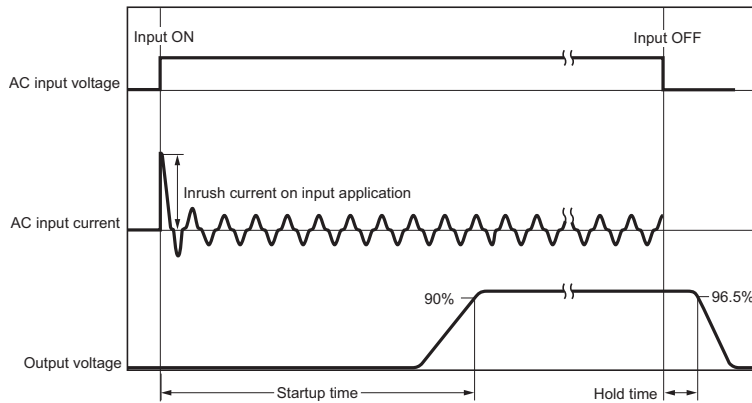 Input ON
Input OFF
AC input voltage
Inrush current on input application
AC input current
90%
96.5%
Output voltage
Startup time
Hold time